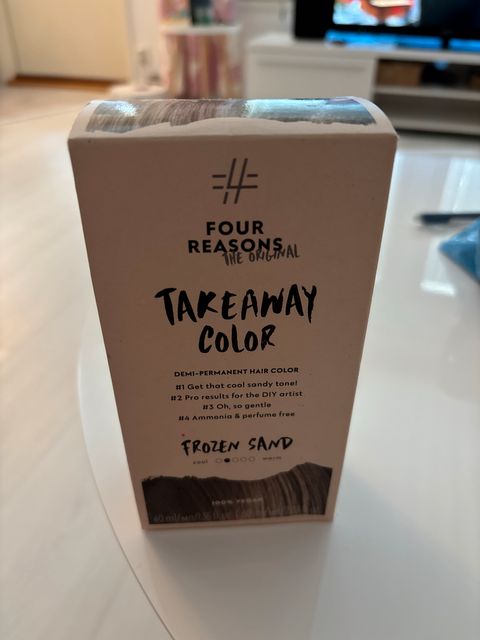 4
FOUR
REASONS
THE ORIGINAL
TAKEAWAY
COLOR
DEMI-PERMANENT HAIR COLOR
#1 Get that cool sandy tone!
#2 Pro results for the DIY artist
#3 Oh, so gentle
#4 Ammonia & perfume free
FROZEN SAND
cool warm
100% VEGAN